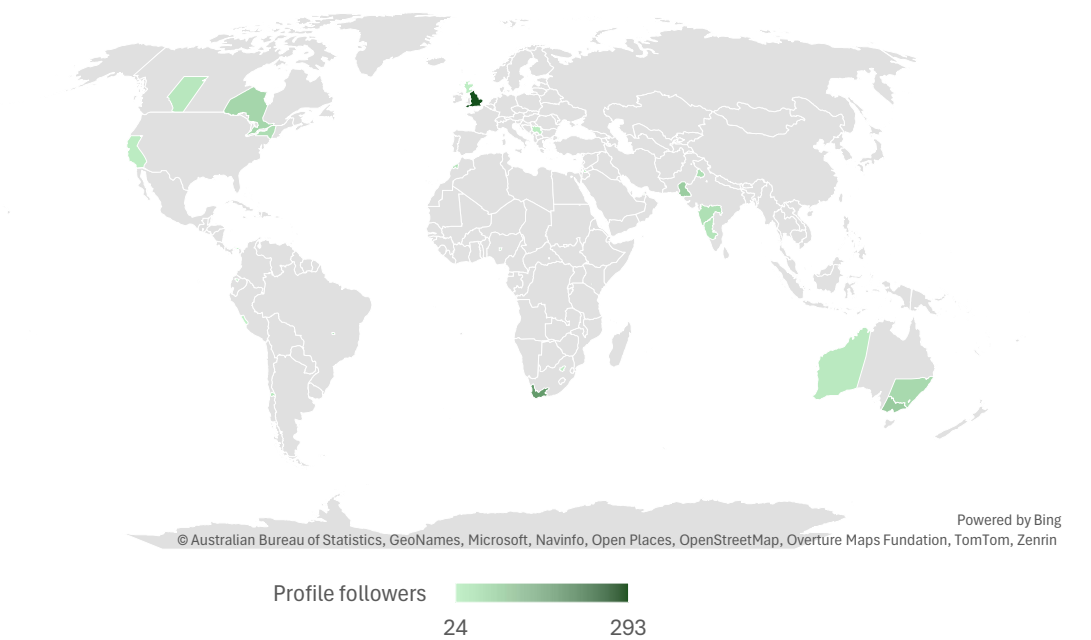 Powered by Bing
© Australian Bureau of Statistics, GeoNames, Microsoft, Navinfo, Open Places, OpenStreetMap, Overture Maps Fundation, TomTom, Zenrin
Profile followers
24 293